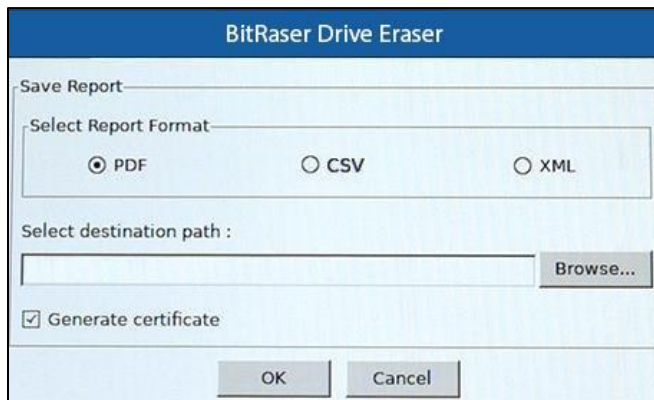 BitRaser Drive Eraser
Save Report
Select Report Format
PDF CSV XML
Select destination path :
Browse...
Generate certificate
OK Cancel